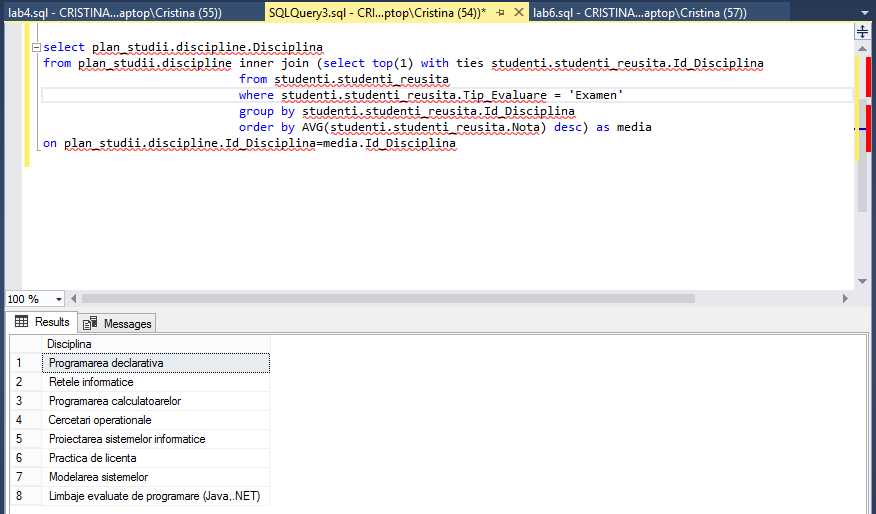 lab4.sql - CRISTINA...aptop\Cristina (55))
SQLQuery3.sql - CRI...ptop\Cristina (54))*
lab6.sql - CRISTINA...aptop\Cristina (57))
select plan_studii.discipline.Disciplina
from plan_studii.discipline inner join (select top(1) with ties studenti.studenti_reusita.Id_Disciplina
from studenti.studenti_reusita
where studenti.studenti_reusita.Tip_Evaluare = 'Examen'
group by studenti.studenti_reusita.Id_Disciplina
order by AVG(studenti.studenti_reusita.Nota) desc) as media
on plan_studii.discipline.Id_Disciplina=media.Id_Disciplina
100 %
Results
Messages
Disciplina
1 Programarea declarativa
2 Retele informatice
3 Programarea calculatoarelor
4 Cercetari operationale
5 Proiectarea sistemelor informatice
6 Practica de licenta
7 Modelarea sistemelor
8 Limbaje evaluate de programare (Java,.NET)